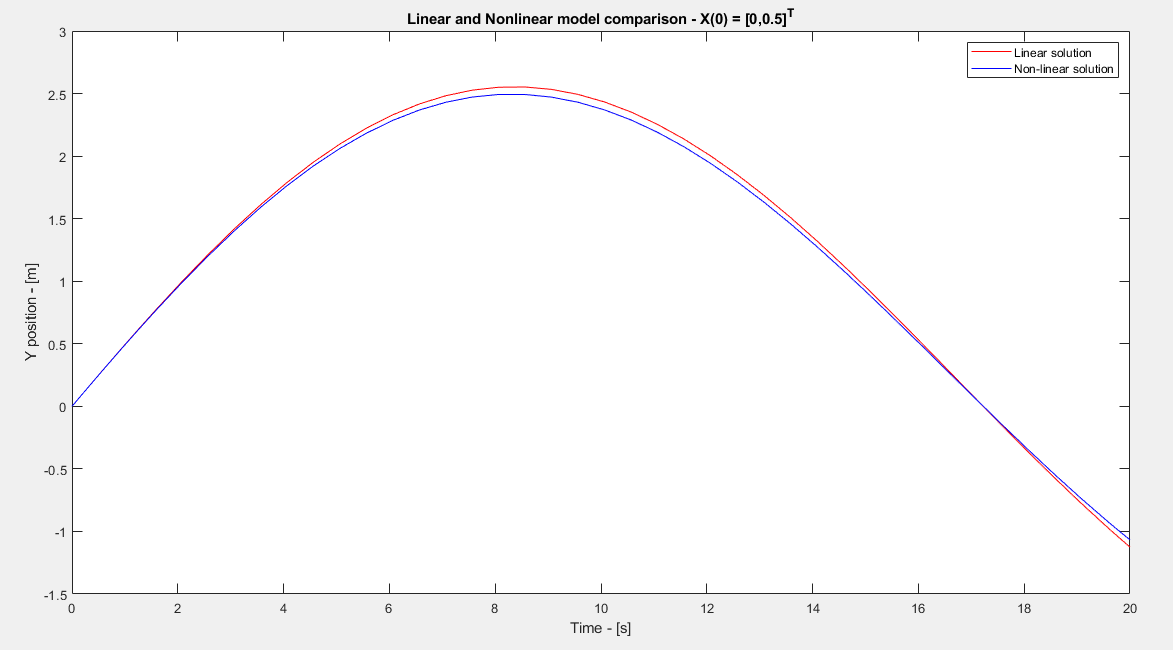 Linear and Nonlinear model comparison - X(0) = [0,0.5]^T
Linear solution
Non-linear solution
3
2.5
2
1.5
1
0.5
0
-0.5
-1
-1.5
Y position - [m]
0 2 4 6 8 10 12 14 16 18 20
Time - [s]